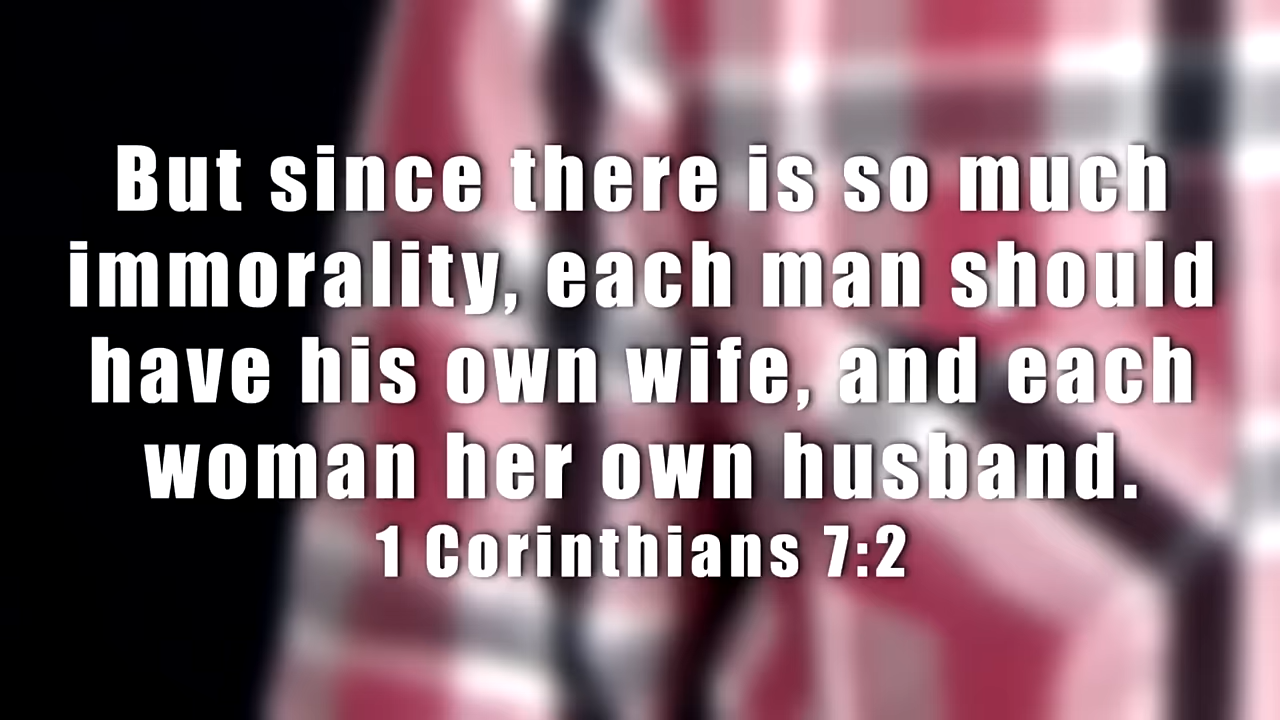 But since there is so much
immorality, each man should
have his own wife, and each
woman her own husband.
1 Corinthians 7:2